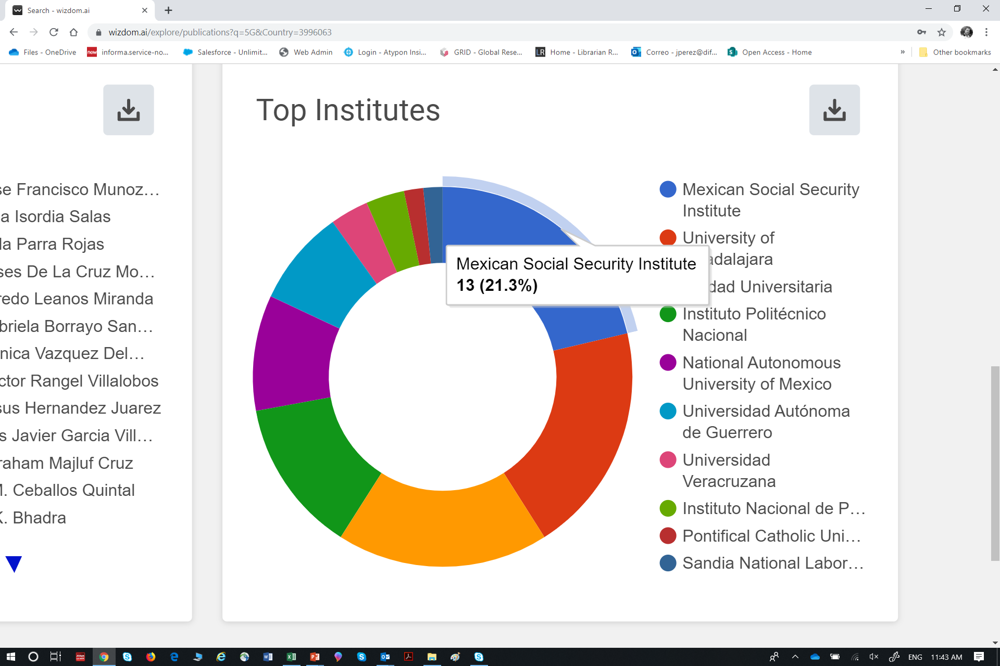 Search - wizdom.ai
wizdom.ai/explore/publications?q=5G&Country=3996063
Files - OneDrive
informa.service-no...
Salesforce - Unlimit...
Web Admin
Login - Atypon Insi...
GRID - Global Rese...
Home - Librarian R...
Correo - jperez@dif...
Open Access - Home
»
Other bookmarks
Top Institutes
se Francisco Munoz...
a Isordia Salas
la Parra Rojas
ses De La Cruz Mo...
redo Leanos Miranda
briela Borrayo San...
nica Vazquez Del...
ctor Rangel Villalobos
sus Hernandez Juarez
s Javier Garcia Vill...
raham Majluf Cruz
M. Ceballos Quintal
K. Bhadra
Mexican Social Security Institute
13 (21.3%)
Mexican Social Security
Institute
University of
adalajara
dad Universitaria
Instituto Politécnico
Nacional
National Autonomous
University of Mexico
Universidad Autónoma
de Guerrero
Universidad
Veracruzana
Instituto Nacional de P...
Pontifical Catholic Uni...
Sandia National Labor...
ENG
11:43 AM